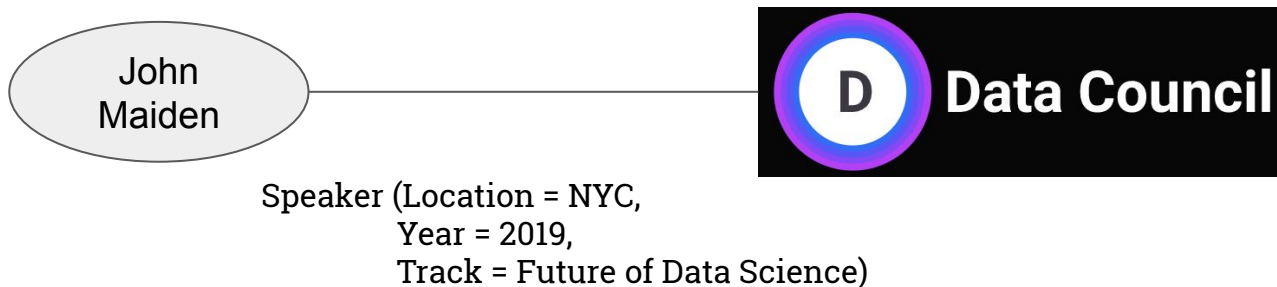 John
Maiden
D Data Council
Speaker (Location = NYC,
Year = 2019,
Track = Future of Data Science)